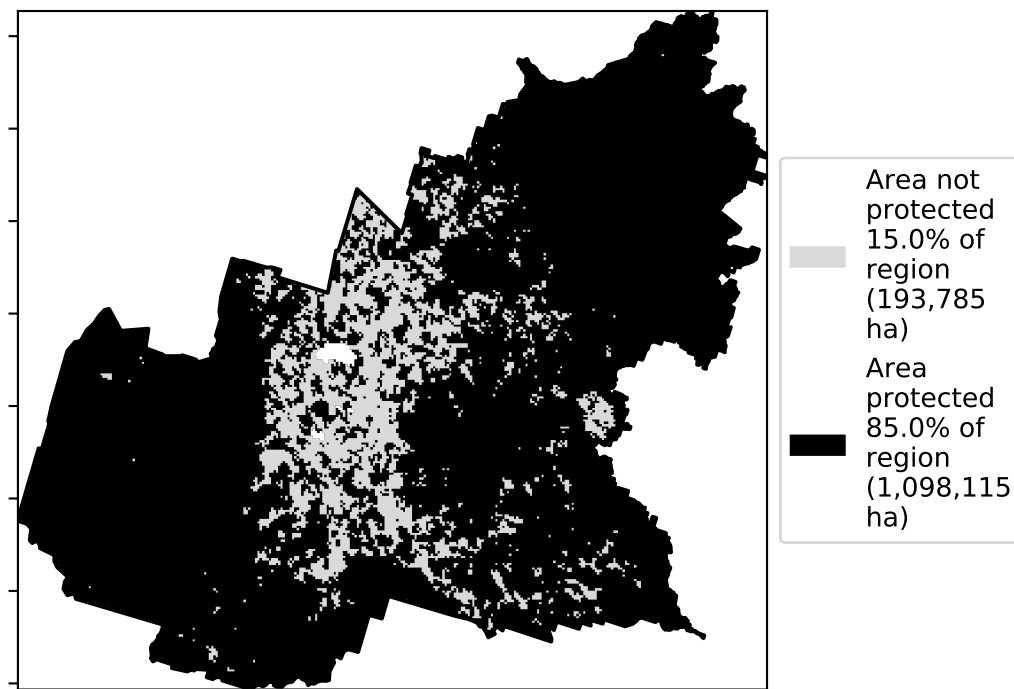 Area not
protected
15.0% of
region
(193,785
ha)
Area
protected
85.0% of
region
(1,098,115
ha)